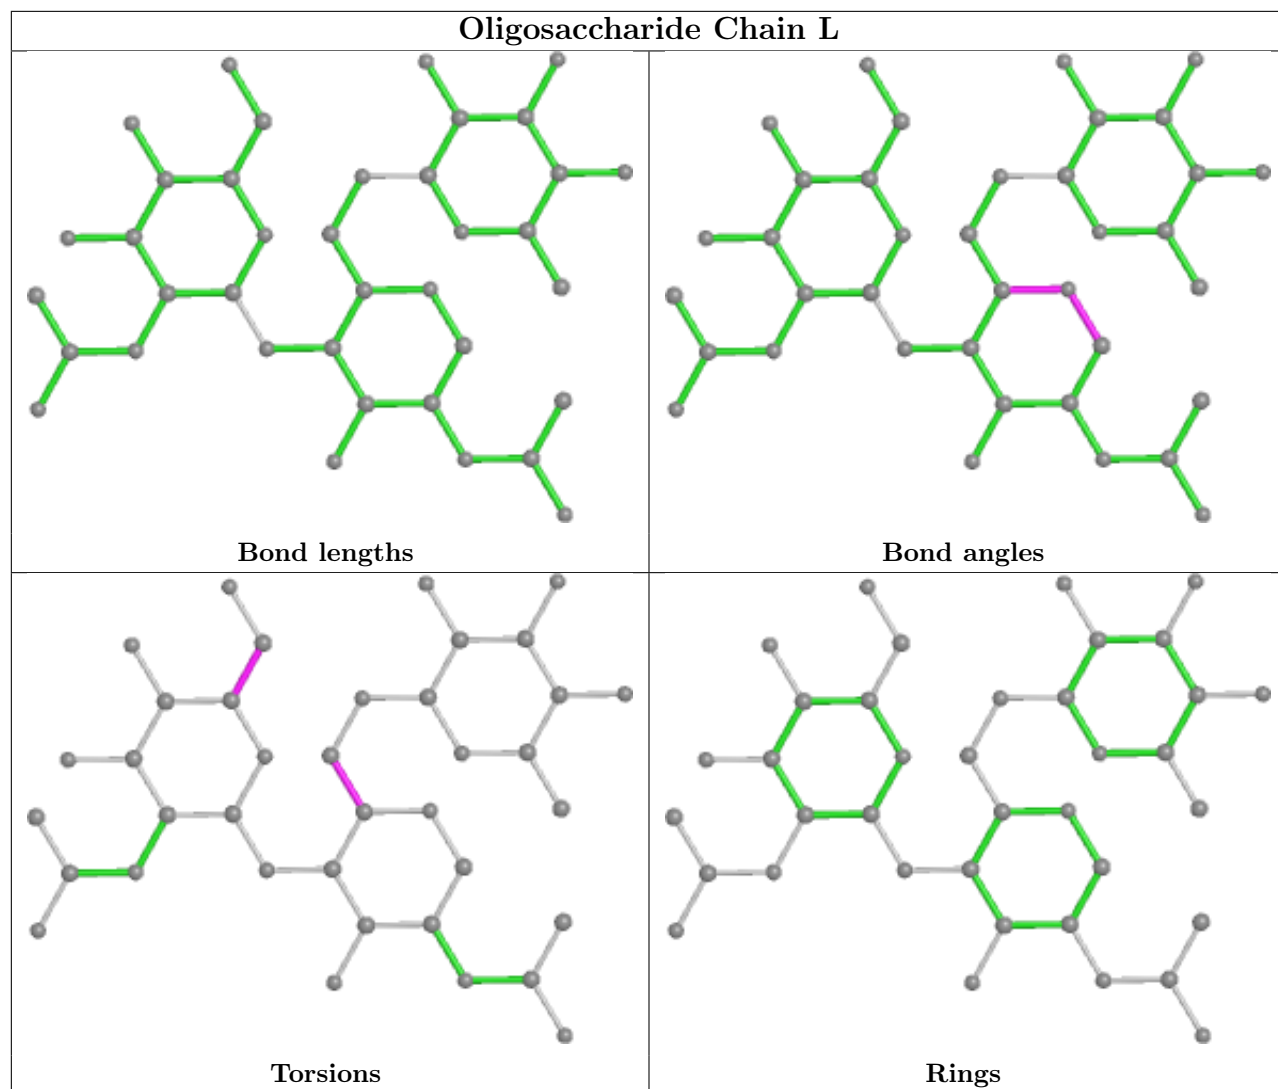 Oligosaccharide Chain L
Bond lengths
Bond angles
Torsions
Rings